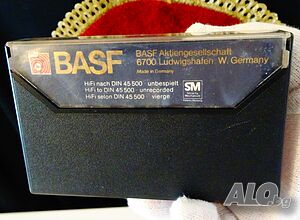 BASF
BASF Aktiengesellschaft
6700 Ludwigshafen W. Germany
Made in Germany
HiFi nach DIN 45 500 · unbespielt
HiFi to DIN 45 500 · unrecorded
HiFi selon DIN 45 500 · vierge
SM
ALO.bg